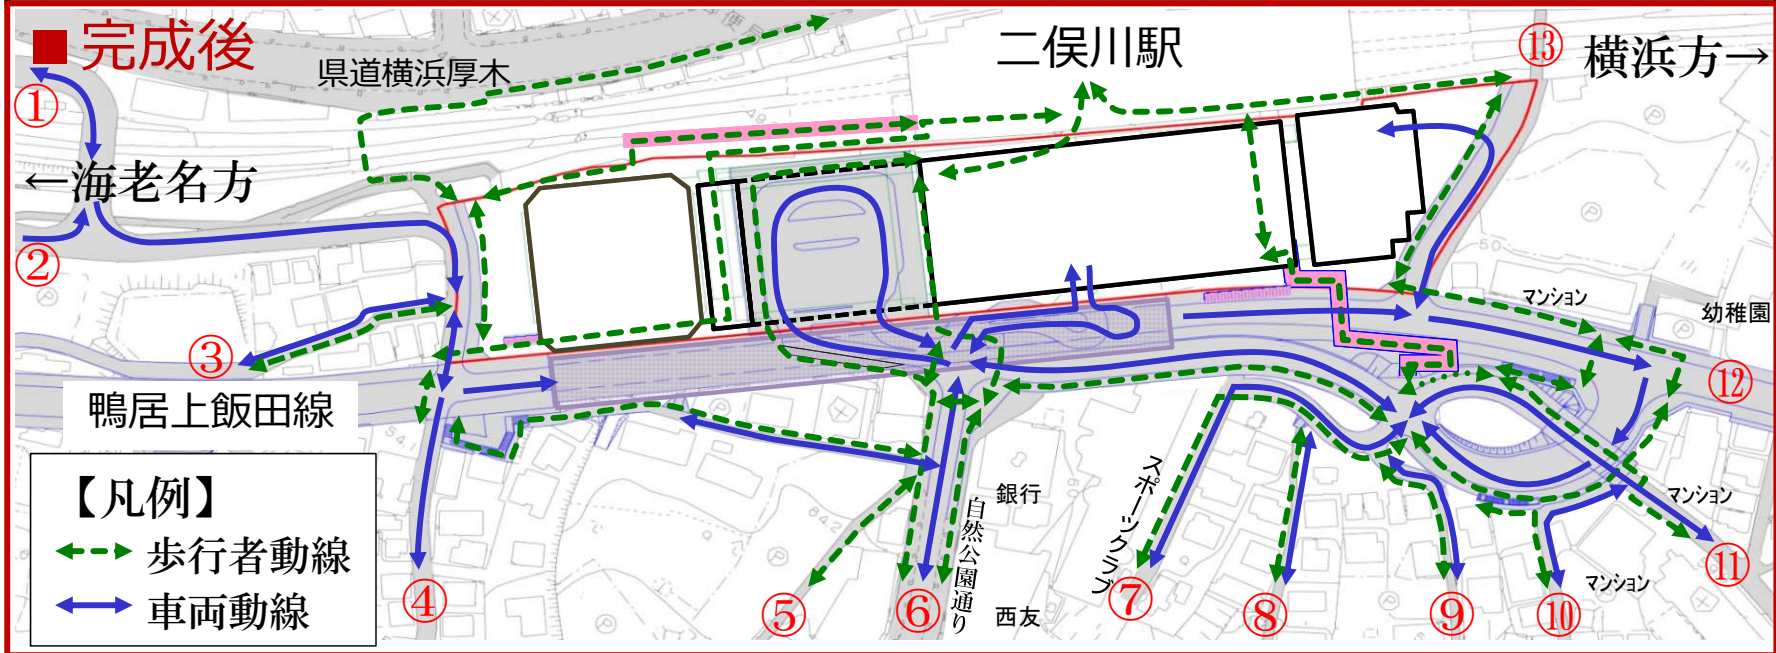 ■ 完成後
県道横浜厚木
二俣川駅
⑬
横浜方→
①
←海老名方
②
③
鴨居上飯田線
マンション
幼稚園
⑫
【凡例】
歩行者動線
車両動線
④
⑤
⑥
自然公園通り
銀行
西友
スポーツクラブ
⑦
⑧
⑨
⑩
マンション
マンション
⑪